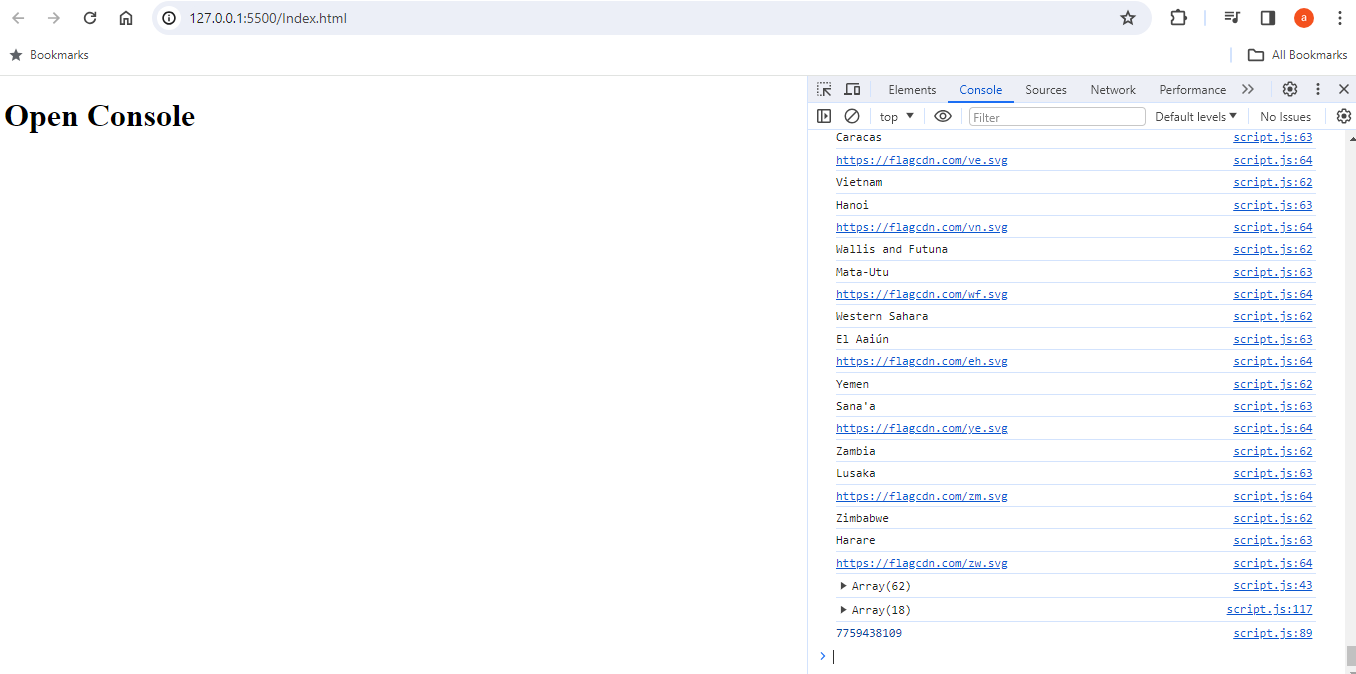 127.0.0.1:5500/Index.html
a
Bookmarks
All Bookmarks
Open Console
Elements Console Sources Network Performance
top Filter Default levels No Issues
Caracas script.js:63
https://flagcdn.com/ve.svg script.js:64
Vietnam script.js:62
Hanoi script.js:63
https://flagcdn.com/vn.svg script.js:64
Wallis and Futuna script.js:62
Mata-Utu script.js:63
https://flagcdn.com/wf.svg script.js:64
Western Sahara script.js:62
El Aaiún script.js:63
https://flagcdn.com/eh.svg script.js:64
Yemen script.js:62
Sana'a script.js:63
https://flagcdn.com/ye.svg script.js:64
Zambia script.js:62
Lusaka script.js:63
https://flagcdn.com/zm.svg script.js:64
Zimbabwe script.js:62
Harare script.js:63
https://flagcdn.com/zw.svg script.js:64
Array(62) script.js:43
Array(18) script.js:117
7759438109 script.js:89